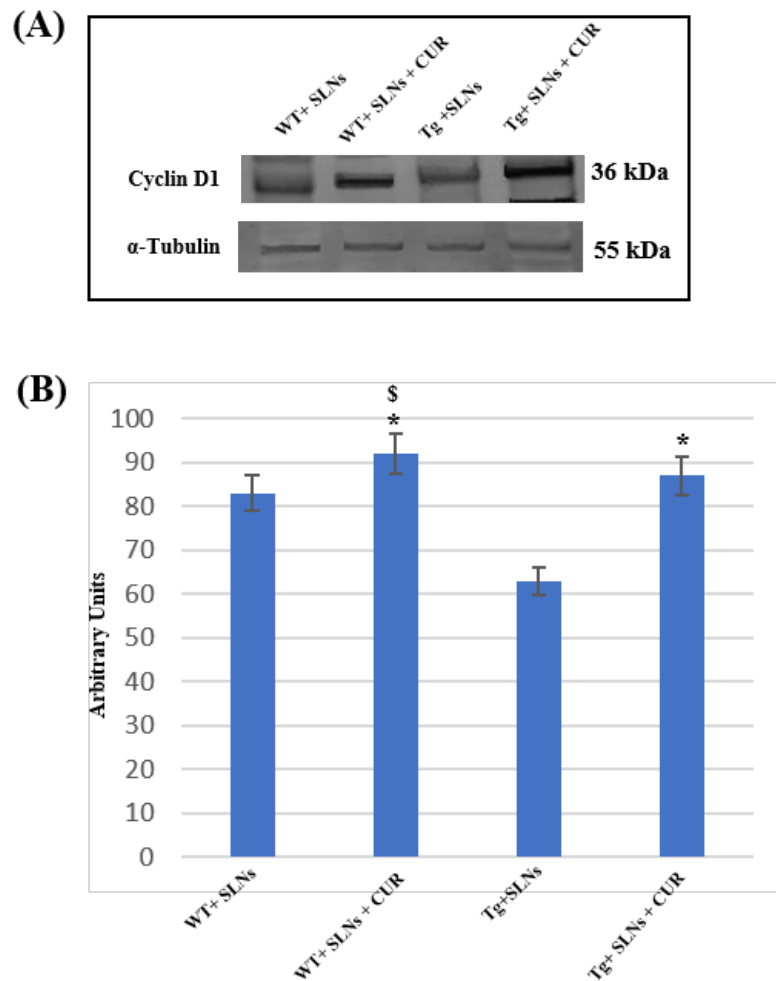 (A)
WT+ SLNs
WT+ SLNs + CUR
Tg +SLNs
Tg+ SLNs + CUR
Cyclin D1
36 kDa
α-Tubulin
55 kDa
(B)
$
*
*
100
90
80
70
60
50
40
30
20
10
0
Arbitrary Units
WT+ SLNs
WT+ SLNs + CUR
Tg+SLNs
Tg+ SLNs + CUR